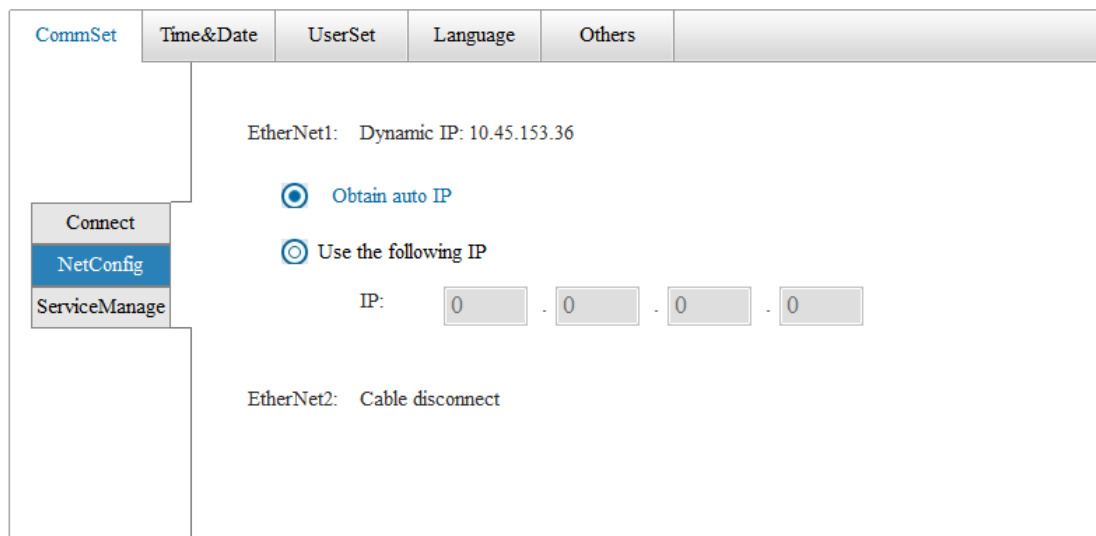 CommSet Time&Date UserSet Language Others
EtherNet1: Dynamic IP: 10.45.153.36
Obtain auto IP
Connect
Use the following IP
NetConfig
IP: 0 . 0 . 0 . 0
ServiceManage
EtherNet2: Cable disconnect